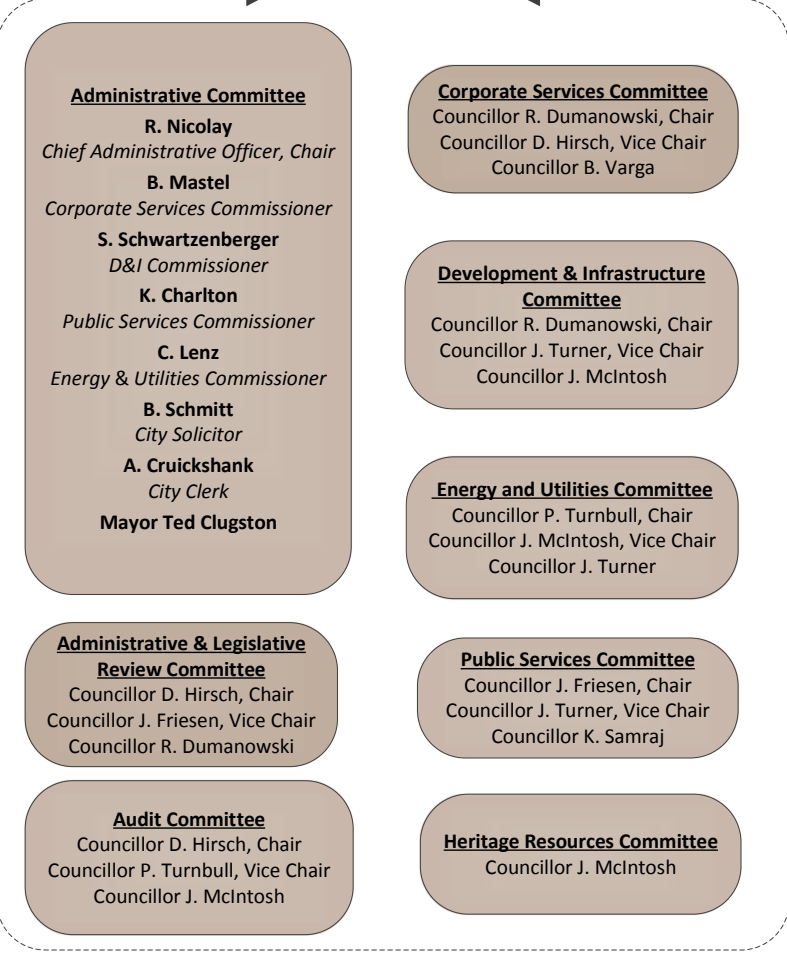 Administrative Committee
R. Nicolay
Chief Administrative Officer, Chair
B. Mastel
Corporate Services Commissioner
S. Schwartzenberger
D&I Commissioner
K. Charlton
Public Services Commissioner
C. Lenz
Energy & Utilities Commissioner
B. Schmitt
City Solicitor
A. Cruickshank
City Clerk
Mayor Ted Clugston
Administrative & Legislative
Review Committee
Councillor D. Hirsch, Chair
Councillor J. Friesen, Vice Chair
Councillor R. Dumanowski
Audit Committee
Councillor D. Hirsch, Chair
Councillor P. Turnbull, Vice Chair
Councillor J. McIntosh
Corporate Services Committee
Councillor R. Dumanowski, Chair
Councillor D. Hirsch, Vice Chair
Councillor B. Varga
Development & Infrastructure
Committee
Councillor R. Dumanowski, Chair
Councillor J. Turner, Vice Chair
Councillor J. McIntosh
Energy and Utilities Committee
Councillor P. Turnbull, Chair
Councillor J. McIntosh, Vice Chair
Councillor J. Turner
Public Services Committee
Councillor J. Friesen, Chair
Councillor J. Turner, Vice Chair
Councillor K. Samraj
Heritage Resources Committee
Councillor J. McIntosh